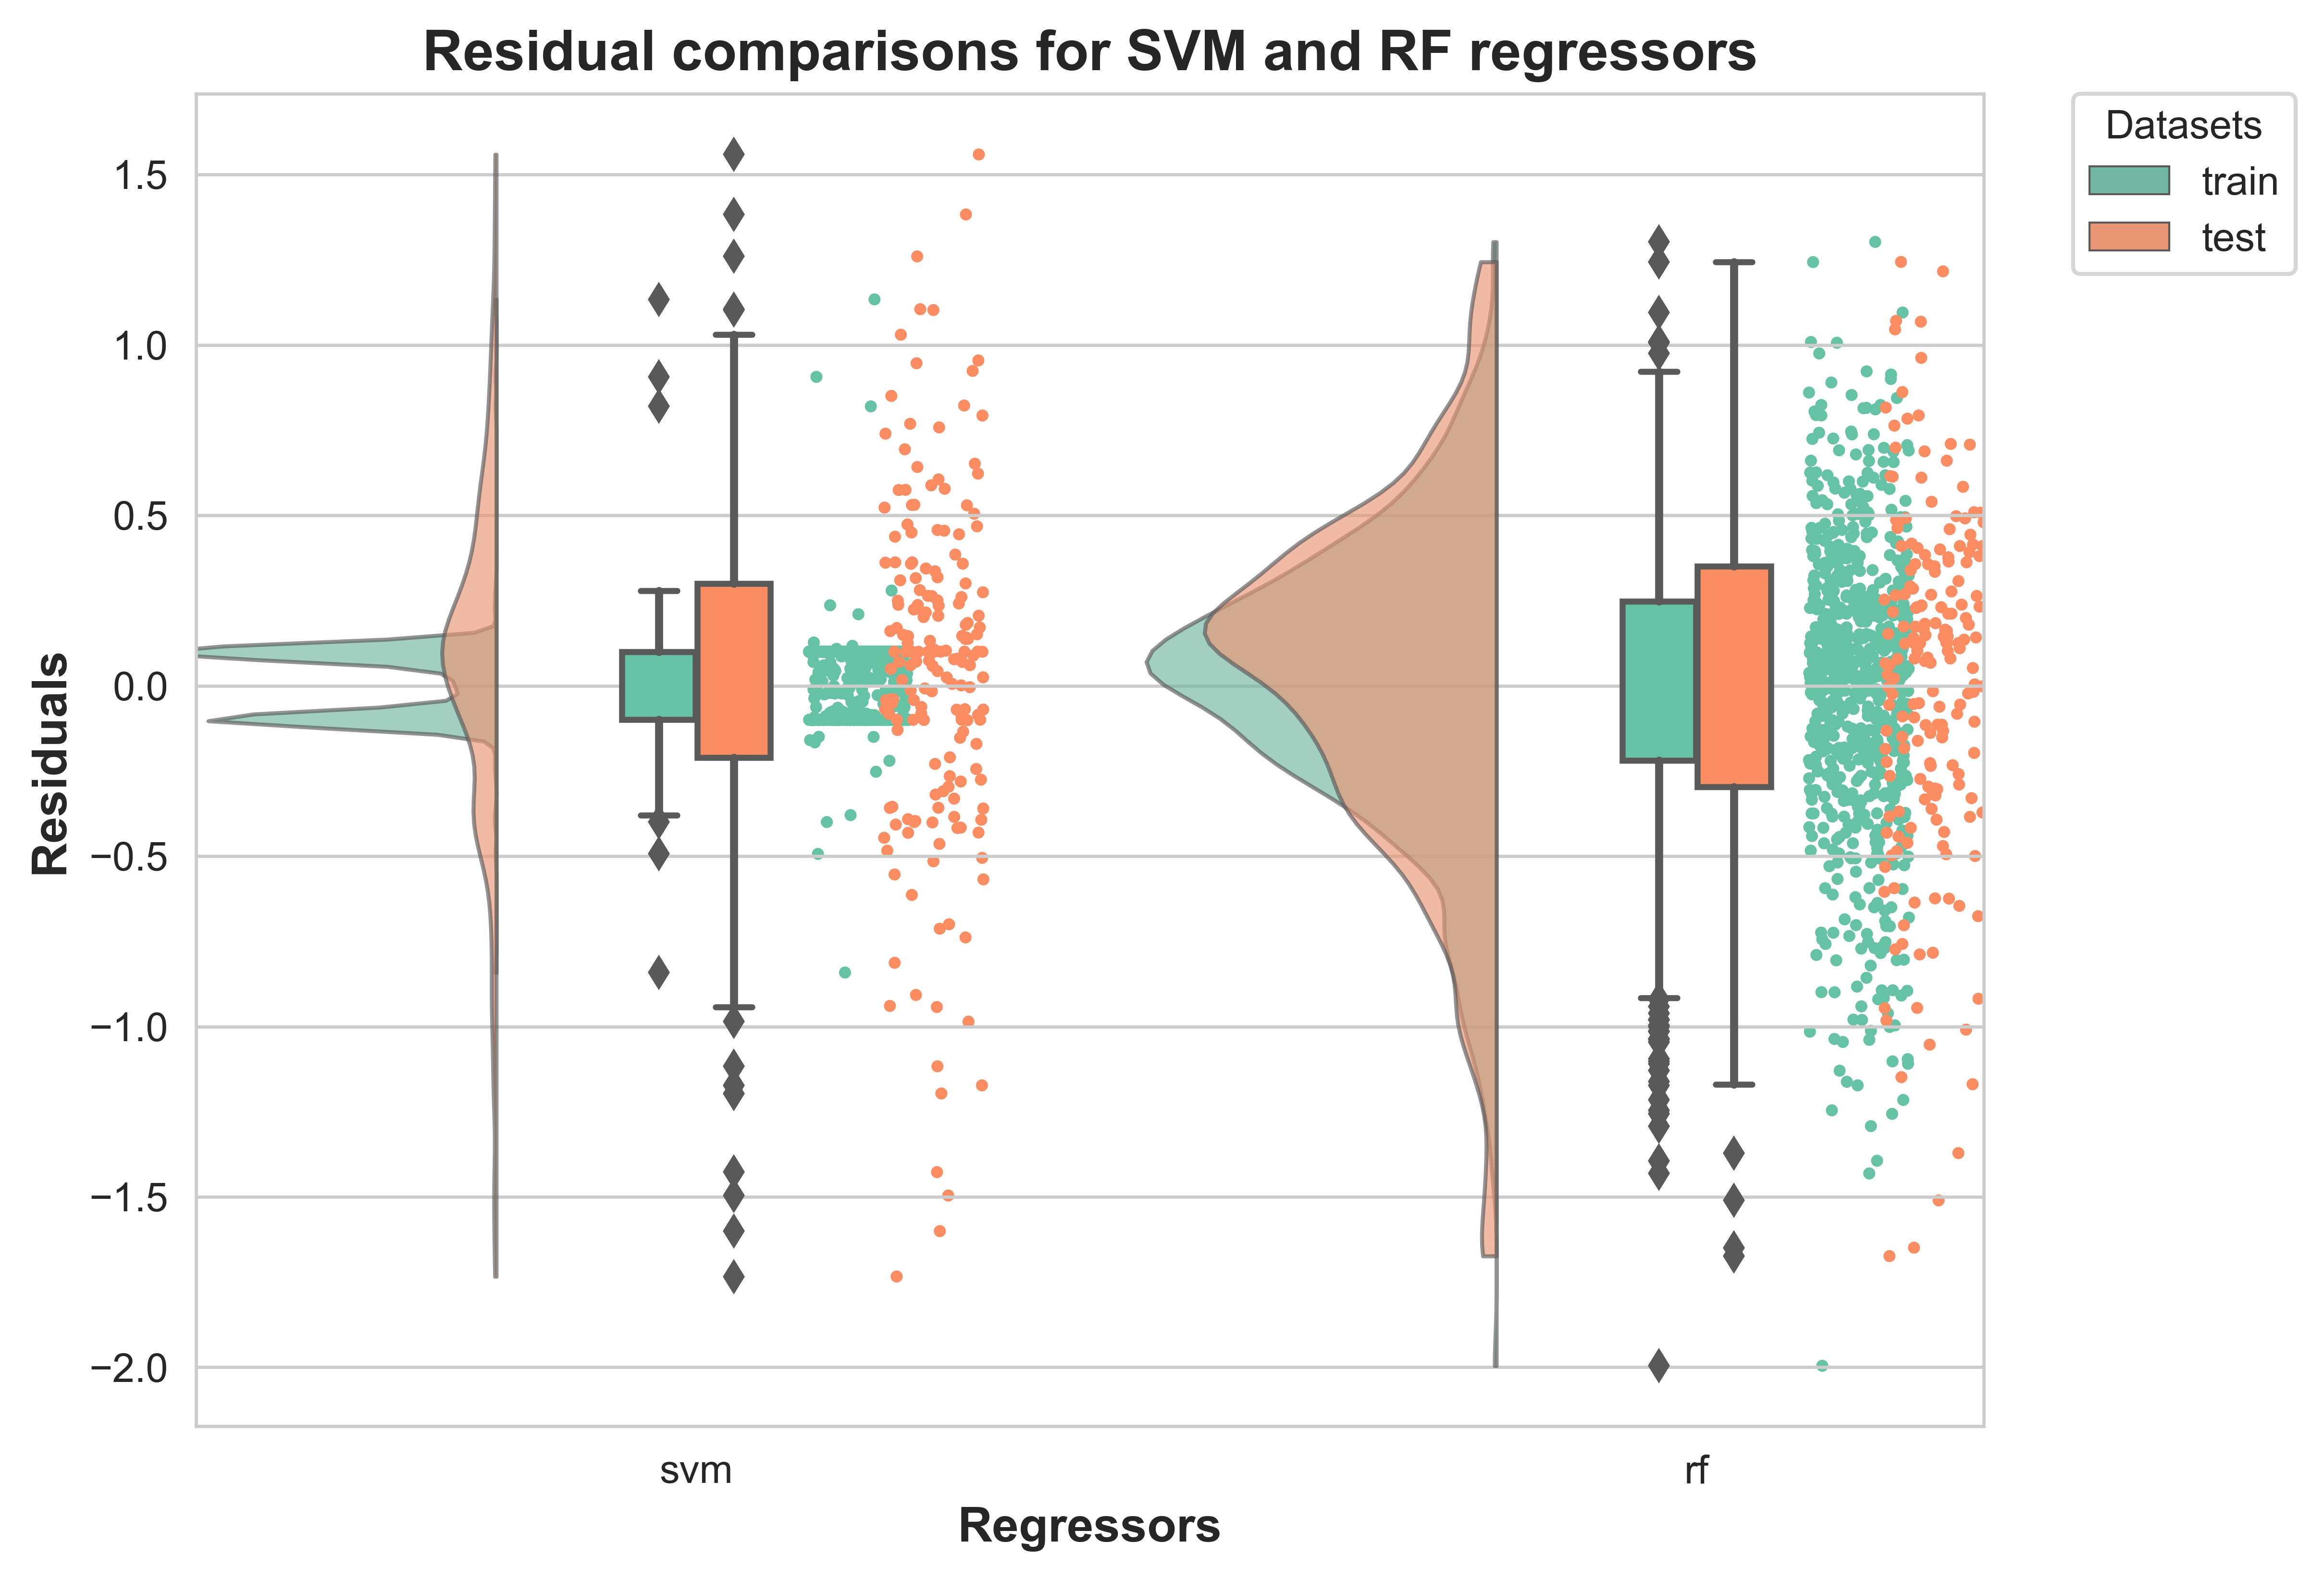 Residual comparisons for SVM and RF regressors
Datasets
train
test
1.5
1.0
0.5
0.0
−0.5
−1.0
−1.5
−2.0
Residuals
svm
rf
Regressors